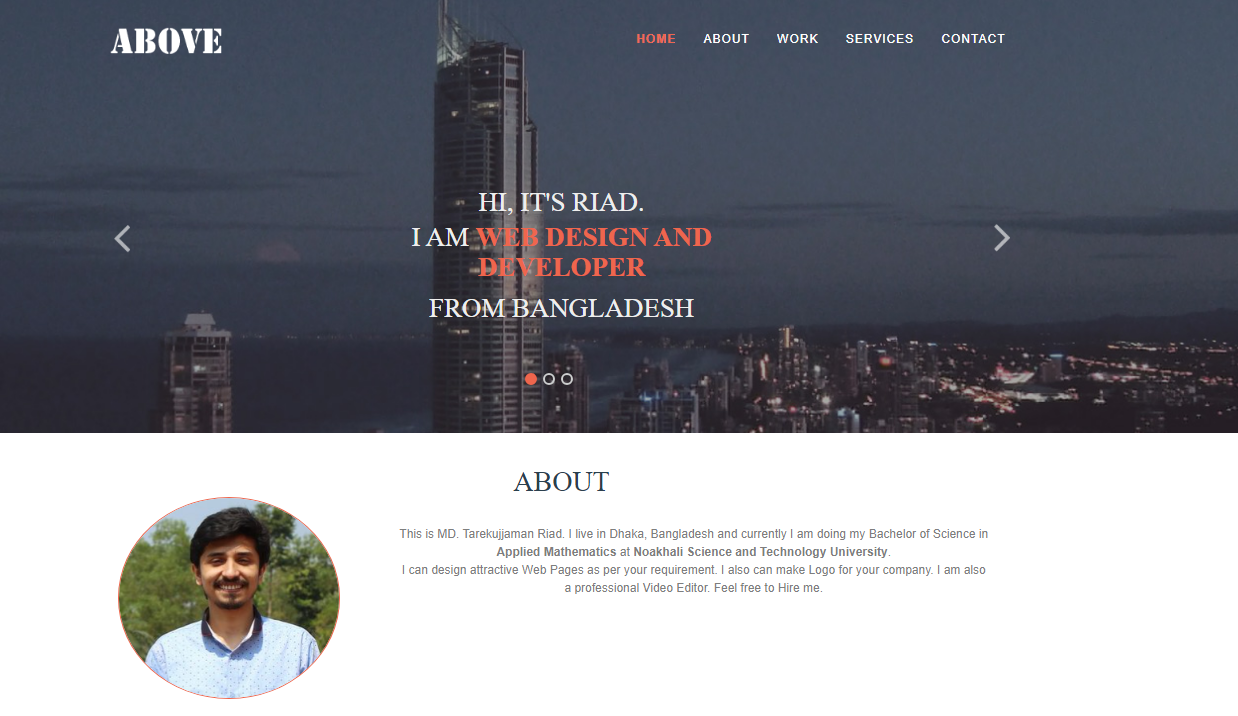 ABOVE
HOME ABOUT WORK SERVICES CONTACT
HI, IT'S RIAD.
I AM WEB DESIGN AND
DEVELOPER
FROM BANGLADESH
ABOUT
This is MD. Tarekujjaman Riad. I live in Dhaka, Bangladesh and currently I am doing my Bachelor of Science in
Applied Mathematics at Noakhali Science and Technology University.
I can design attractive Web Pages as per your requirement. I also can make Logo for your company. I am also
a professional Video Editor. Feel free to Hire me.